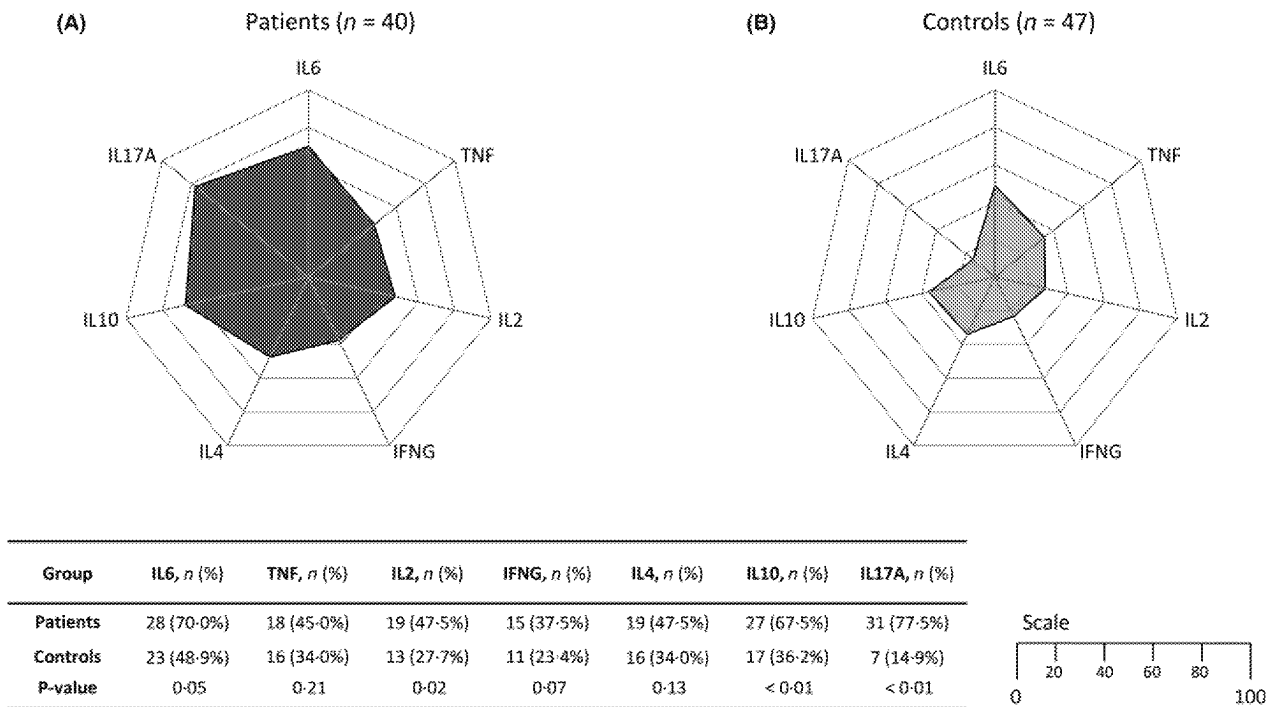 (A) Patients (n = 40)
IL6
IL17A TNF
IL10 IL2
IL4 IFNG
(B) Controls (n = 47)
IL6
IL17A TNF
IL10 IL2
IL4 IFNG
Group IL6, n (%) TNF, n (%) IL2, n (%) IFNG, n (%) IL4, n (%) IL10, n (%) IL17A, n (%)
Patients 28 (70·0%) 18 (45·0%) 19 (47·5%) 15 (37·5%) 19 (47·5%) 27 (67·5%) 31 (77·5%)
Controls 23 (48·9%) 16 (34·0%) 13 (27·7%) 11 (23·4%) 16 (34·0%) 17 (36·2%) 7 (14·9%)
P-value 0·05 0·21 0·02 0·07 0·13 < 0·01 < 0·01
Scale
20 40 60 80
0 100